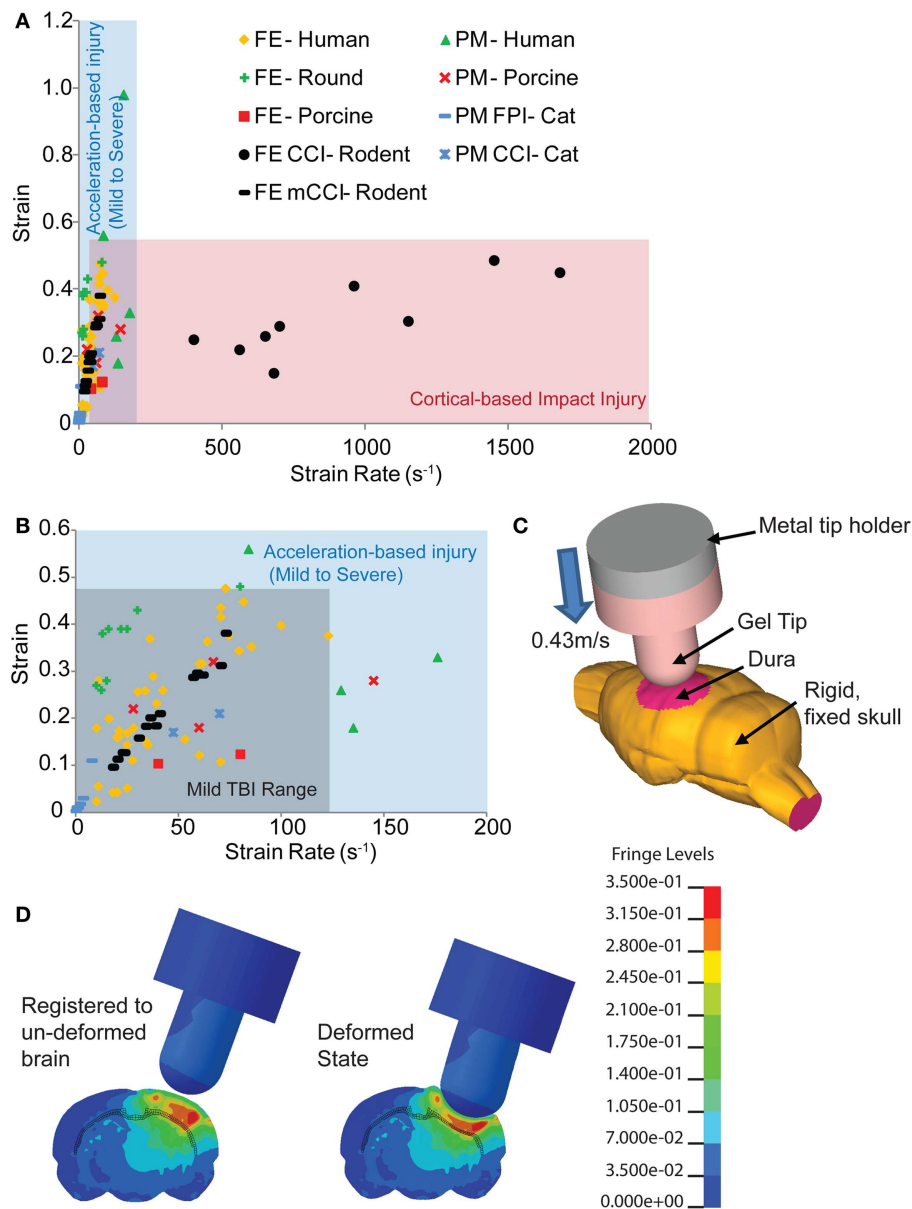 A
1.2
1.0
0.8
0.6
0.4
0.2
0
Strain
Acceleration-based injury
(Mild to Severe)
FE- Human
FE- Round
FE- Porcine
FE CCI- Rodent
FE mCCI- Rodent
PM- Human
PM- Porcine
PM FPI- Cat
PM CCI- Cat
Cortical-based Impact Injury
0
500
1000
1500
2000
Strain Rate (s⁻¹)
B
0.6
0.5
0.4
0.3
0.2
0.1
0
Strain
Acceleration-based injury
(Mild to Severe)
Mild TBI Range
0
50
100
150
200
Strain Rate (s⁻¹)
C
Metal tip holder
0.43m/s
Gel Tip
Dura
Rigid,
fixed skull
D
Registered to
un-deformed
brain
Deformed
State
Fringe Levels
3.500e-01
3.150e-01
2.800e-01
2.450e-01
2.100e-01
1.750e-01
1.400e-01
1.050e-01
7.000e-02
3.500e-02
0.000e+00